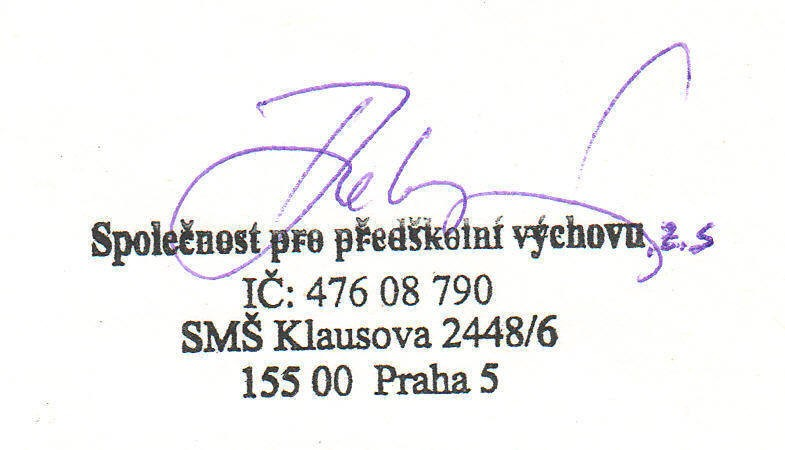 Společnost pro předškolní výchovu, z. s
IČ: 476 08 790
SMŠ Klausova 2448/6
155 00 Praha 5